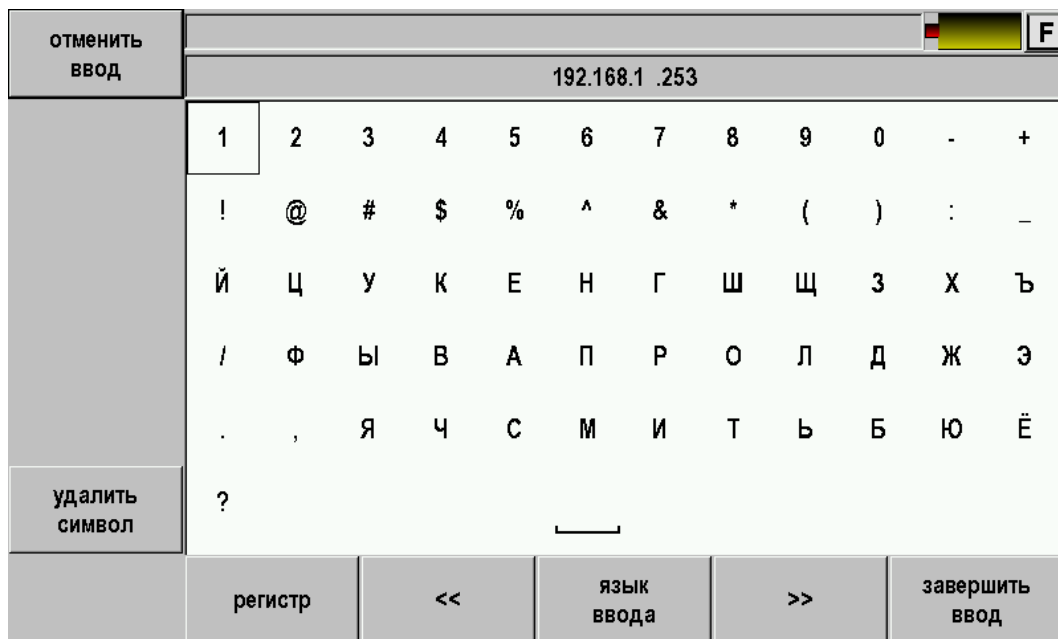 отменить
ввод
F
192.168.1 .253
1 2 3 4 5 6 7 8 9 0 - +
! @ # $ % ^ & * ( ) : _
Й Ц У К Е Н Г Ш Щ З Х Ъ
/ Ф Ы В А П Р О Л Д Ж Э
. , Я Ч С М И Т Ь Б Ю Ё
?
удалить
символ
регистр
<<
язык
ввода
>>
завершить
ввод